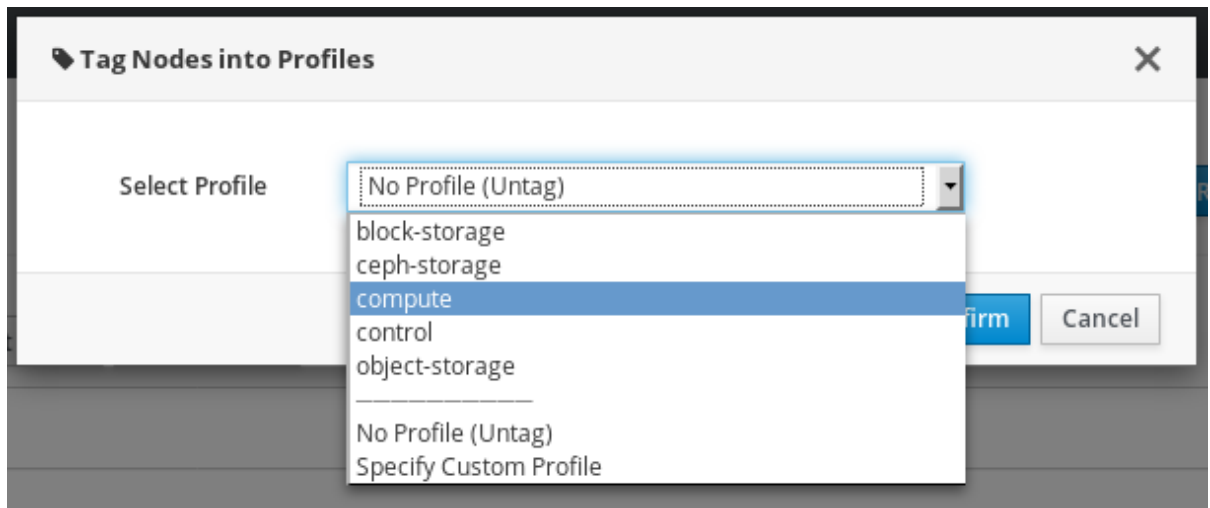 Tag Nodes into Profiles
Select Profile
No Profile (Untag)
block-storage
ceph-storage
compute
control
object-storage
——————————
No Profile (Untag)
Specify Custom Profile
Cancel